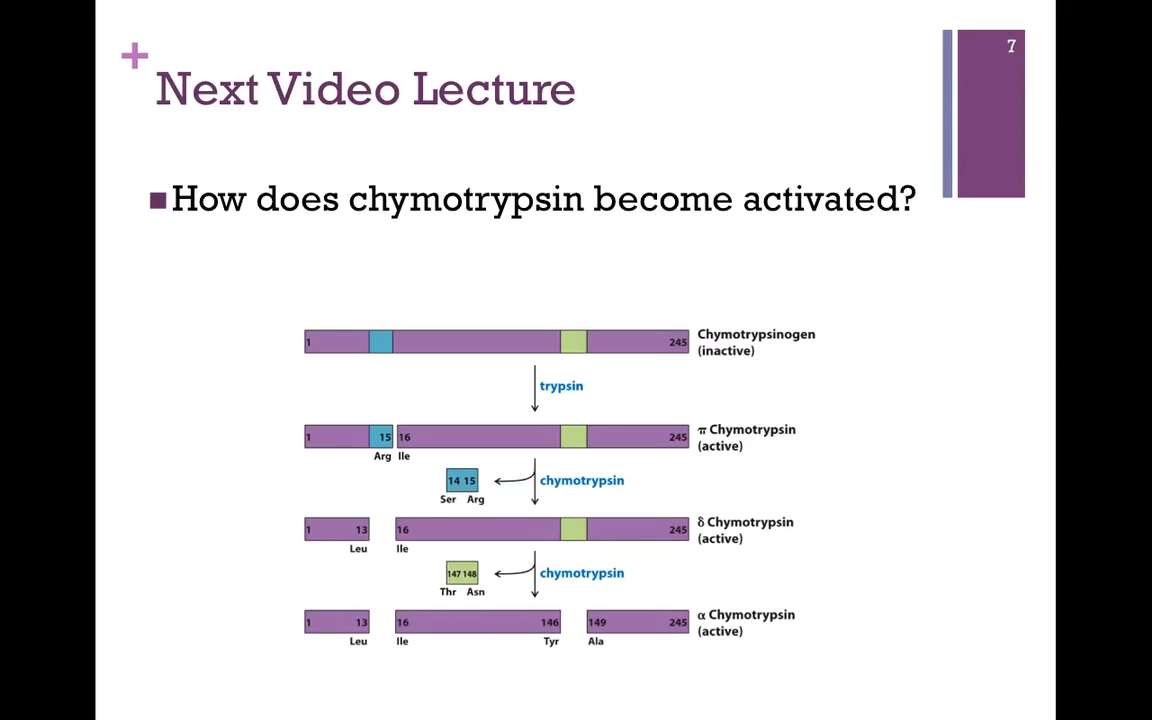 7
+
Next Video Lecture
■ How does chymotrypsin become activated?
1 245 Chymotrypsinogen
(inactive)
trypsin
1 15 16 245 π Chymotrypsin
(active)
Arg Ile
14 15 chymotrypsin
Ser Arg
1 13 16 245 δ Chymotrypsin
(active)
Leu Ile
147 148 chymotrypsin
Thr Asn
1 13 16 146 149 245 α Chymotrypsin
(active)
Leu Ile Tyr Ala